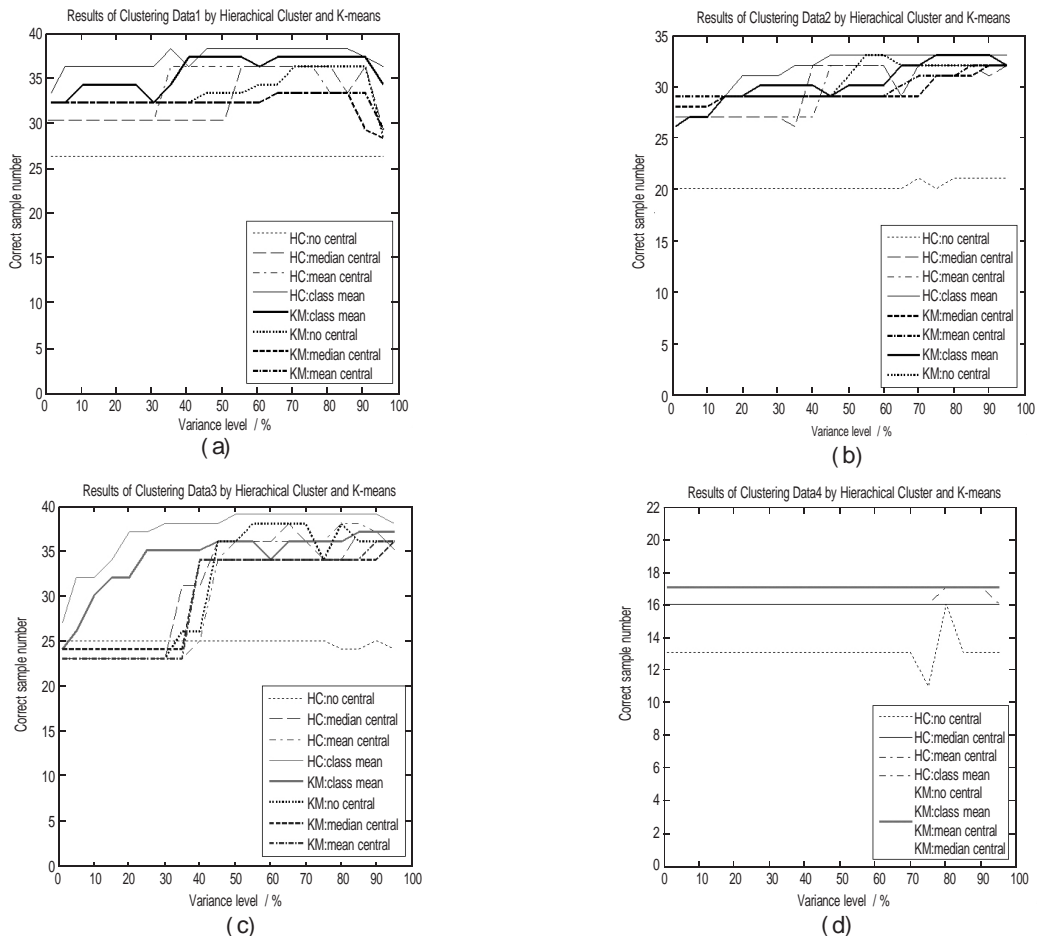 Results of Clustering Data1 by Hierachical Cluster and K-means
Correct sample number
40
35
30
25
20
15
10
5
0
HC:no central
HC:median central
HC:mean central
HC:class mean
KM:class mean
KM:no central
KM:median central
KM:mean central
0 10 20 30 40 50 60 70 80 90 100
Variance level / %
(a)
Results of Clustering Data2 by Hierachical Cluster and K-means
Correct sample number
35
30
25
20
15
10
5
0
HC:no central
HC:median central
HC:mean central
HC:class mean
KM:median central
KM:mean central
KM:class mean
KM:no central
0 10 20 30 40 50 60 70 80 90 100
Variance level / %
(b)
Results of Clustering Data3 by Hierachical Cluster and K-means
Correct sample number
40
35
30
25
20
15
10
5
0
HC:no central
HC:median central
HC:mean central
HC:class mean
KM:class mean
KM:no central
KM:median central
KM:mean central
0 10 20 30 40 50 60 70 80 90 100
Variance level / %
(c)
Results of Clustering Data4 by Hierachical Cluster and K-means
Correct sample number
22
20
18
16
14
12
10
8
6
4
2
0
HC:no central
HC:median central
HC:mean central
HC:class mean
KM:no central
KM:class mean
KM:mean central
KM:median central
0 10 20 30 40 50 60 70 80 90 100
Variance level / %
(d)